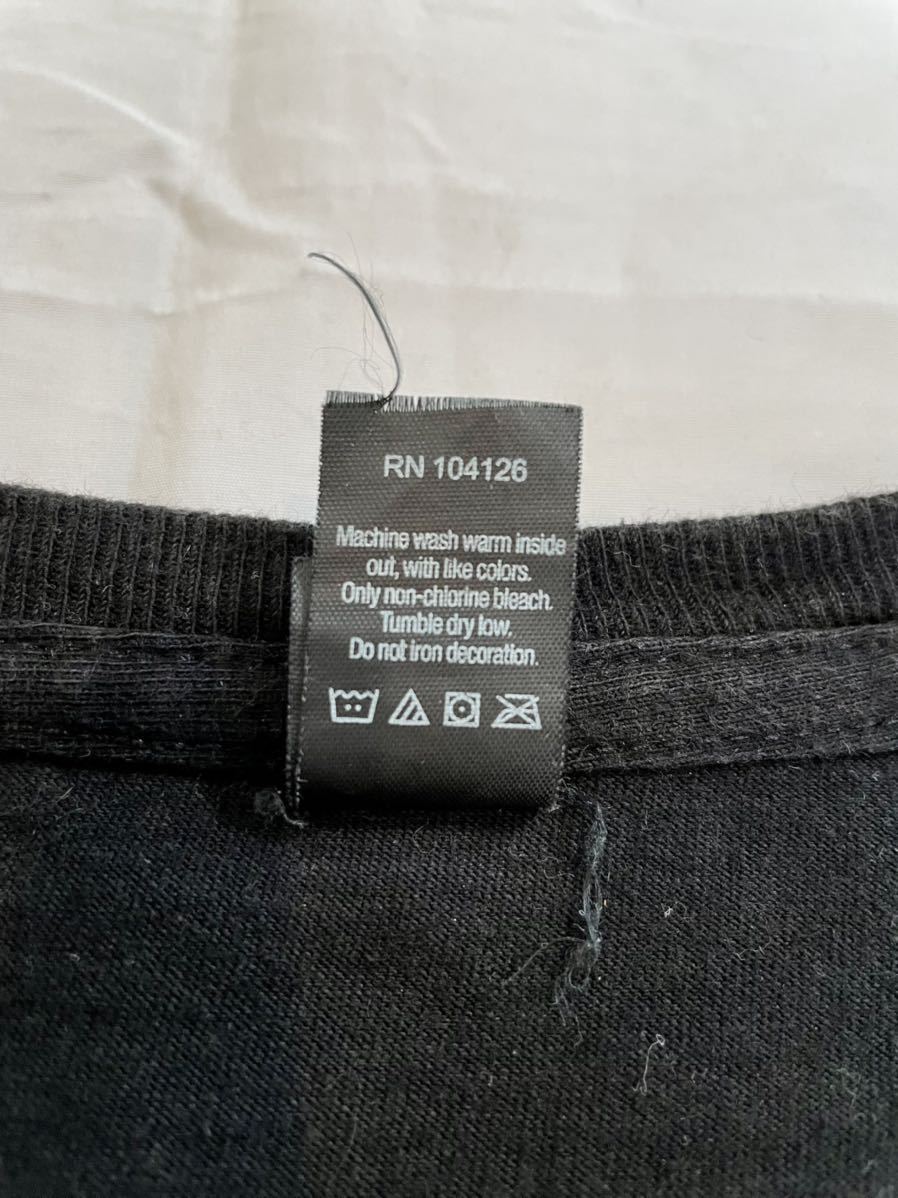 RN 104126
Machine wash warm inside
out, with like colors.
Only non-chlorine bleach.
Tumble dry low.
Do not iron decoration.